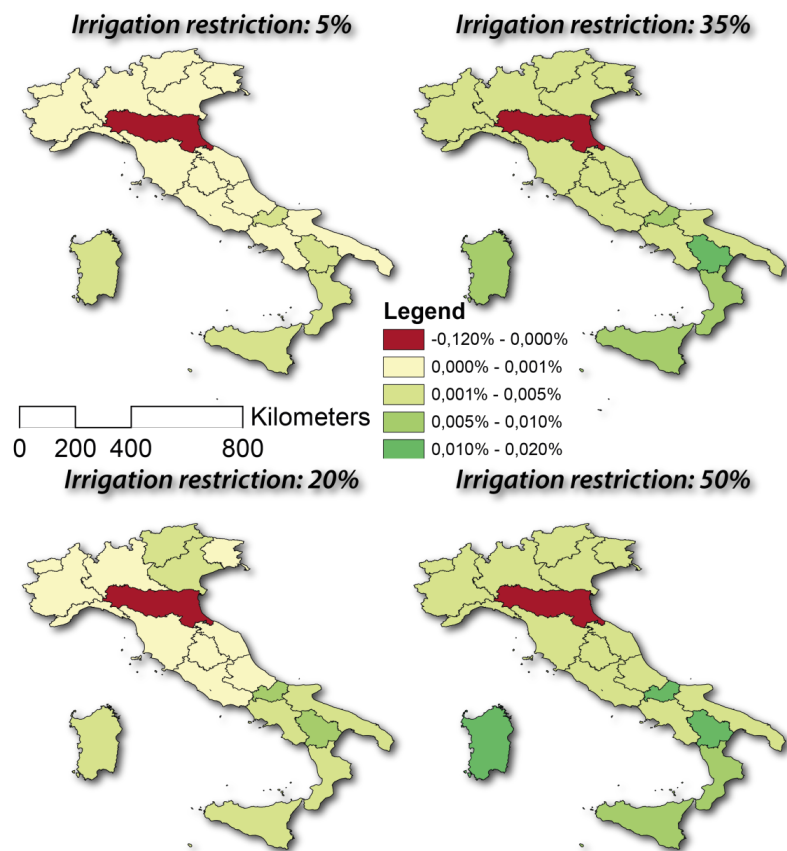 Irrigation restriction: 5%
Irrigation restriction: 35%
Legend
-0,120% - 0,000%
0,000% - 0,001%
0,001% - 0,005%
0,005% - 0,010%
0,010% - 0,020%
Kilometers
0 200 400 800
Irrigation restriction: 20%
Irrigation restriction: 50%